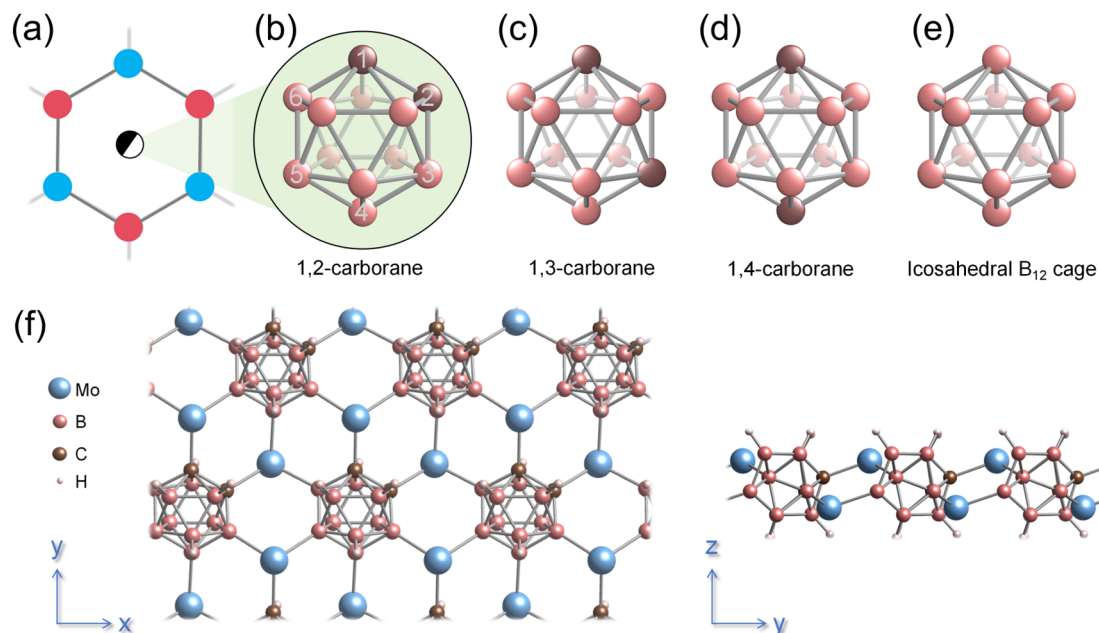 (a)
(b)
(c)
(d)
(e)
1
2
6
5
3
4
1,2-carborane
1,3-carborane
1,4-carborane
Icosahedral B₁₂ cage
(f)
Mo
B
C
H
y
x
z
y